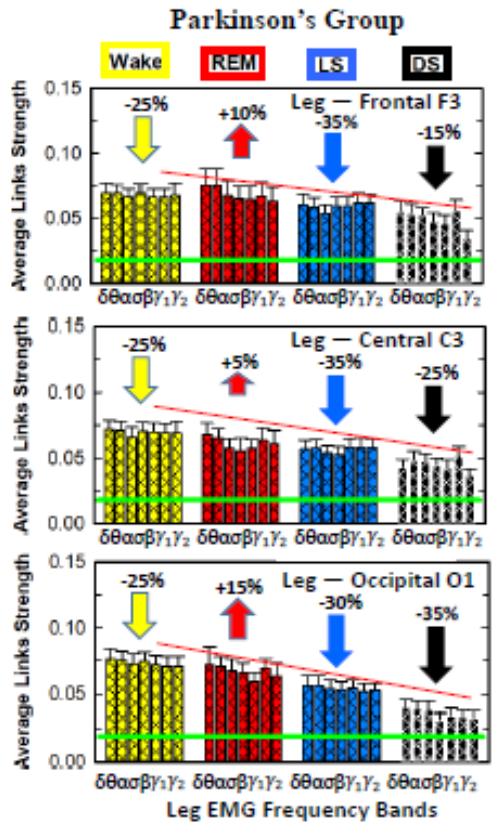 Parkinson's Group
Wake REM LS DS
0.15
-25% +10% -35% -15%
Leg — Frontal F3
0.10
0.05
0.00
Average Links Strength
δθασβγ₁γ₂ δθασβγ₁γ₂ δθασβγ₁γ₂ δθασβγ₁γ₂
0.15
-25% +5% -35% -25%
Leg — Central C3
0.10
0.05
0.00
Average Links Strength
δθασβγ₁γ₂ δθασβγ₁γ₂ δθασβγ₁γ₂ δθασβγ₁γ₂
0.15
-25% +15% -30% -35%
Leg — Occipital O1
0.10
0.05
0.00
Average Links Strength
δθασβγ₁γ₂ δθασβγ₁γ₂ δθασβγ₁γ₂ δθασβγ₁γ₂
Leg EMG Frequency Bands